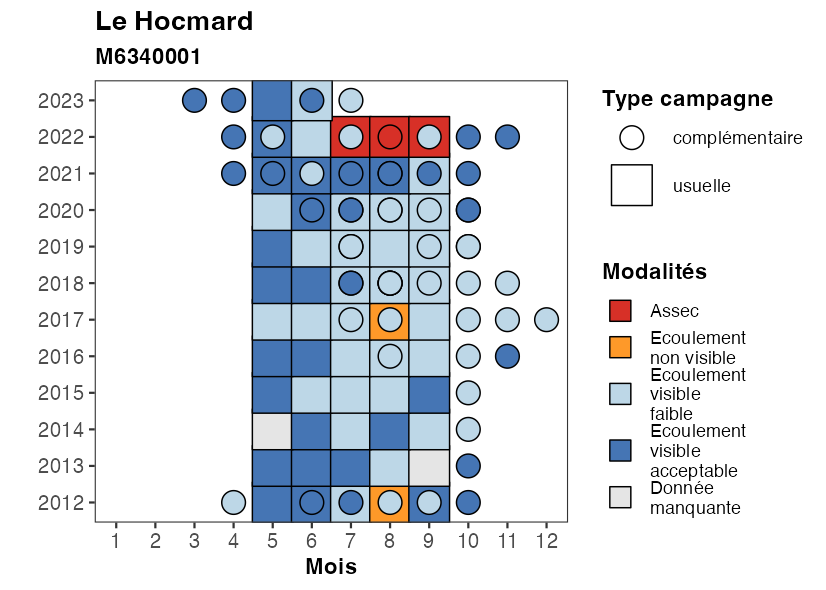 Le Hocmard
M6340001
2023
2022
2021
2020
2019
2018
2017
2016
2015
2014
2013
2012
1 2 3 4 5 6 7 8 9 10 11 12
Mois
Type campagne
complémentaire
usuelle
Modalités
Assec
Ecoulement
non visible
Ecoulement
visible
faible
Ecoulement
visible
acceptable
Donnée
manquante